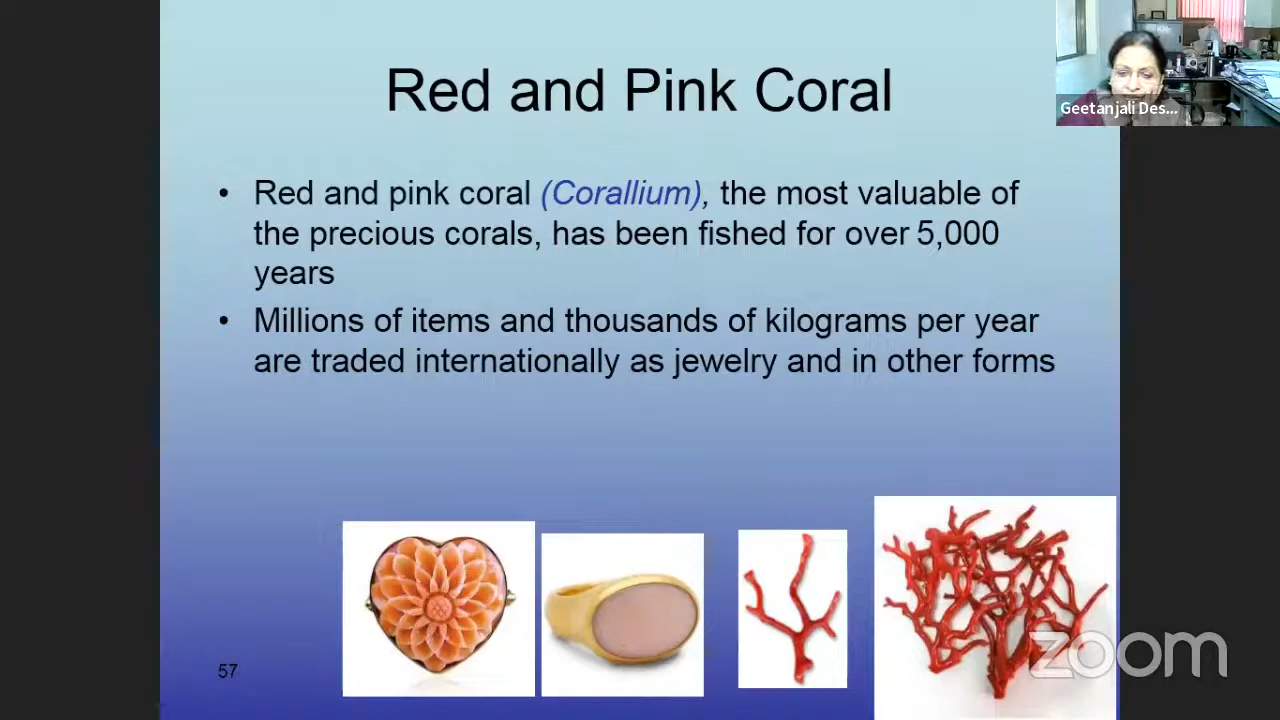 Red and Pink Coral
Geetanjali Des...
• Red and pink coral (Corallium), the most valuable of
the precious corals, has been fished for over 5,000
years
• Millions of items and thousands of kilograms per year
are traded internationally as jewelry and in other forms
57
zoom